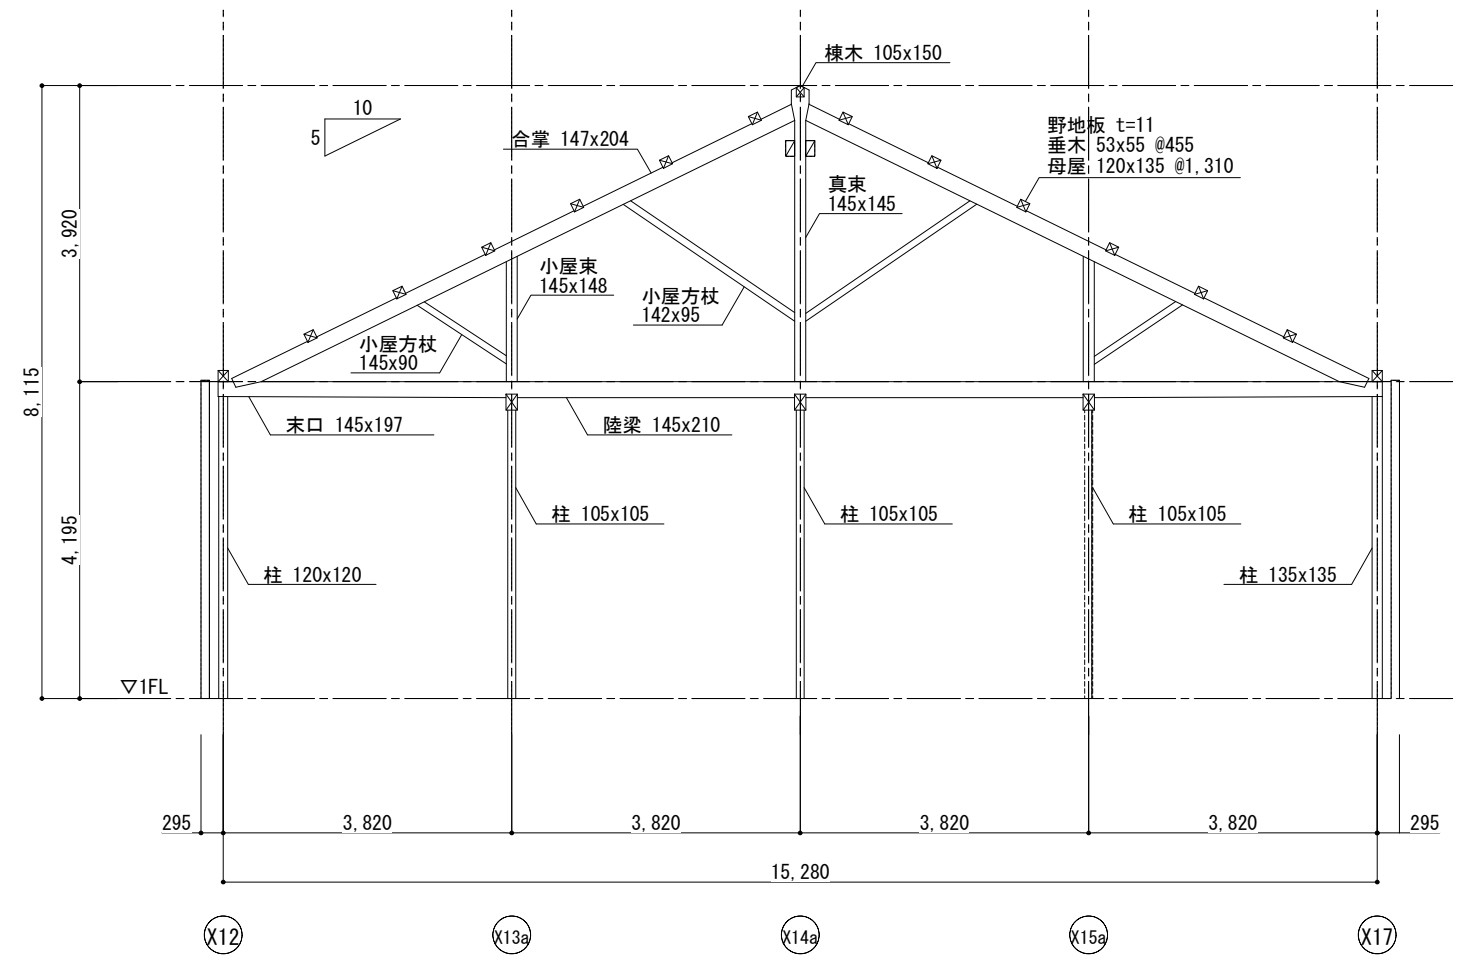 棟木 105x150
10
5
合掌 147x204
野地板 t=11
垂木 53x55 @455
母屋 120x135 @1,310
真束
145x145
3,920
小屋束
145x148
小屋方杖
142x95
小屋方杖
145x90
8,115
末口 145x197
陸梁 145x210
4,195
柱 105x105
柱 105x105
柱 105x105
柱 120x120
柱 135x135
▽1FL
295
3,820
3,820
3,820
3,820
295
15,280
X12
X13a
X14a
X15a
X17